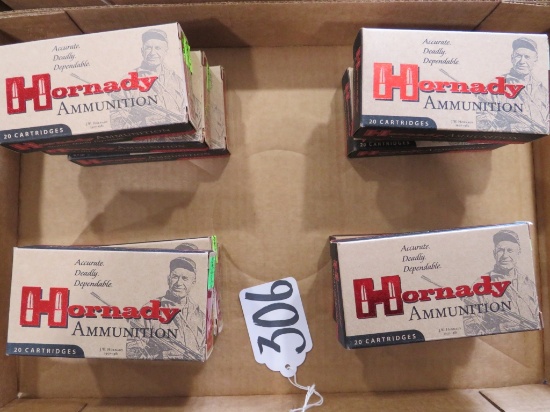 Accurate.
Deadly.
Dependable.
Hornady
AMMUNITION
20 CARTRIDGES
Accurate.
Deadly.
Dependable.
Hornady
AMMUNITION
20 CARTRIDGES
Accurate.
Deadly.
Dependable.
Hornady
AMMUNITION
20 CARTRIDGES
306
Accurate.
Deadly.
Dependable.
Hornady
AMMUNITION
20 CARTRIDGES